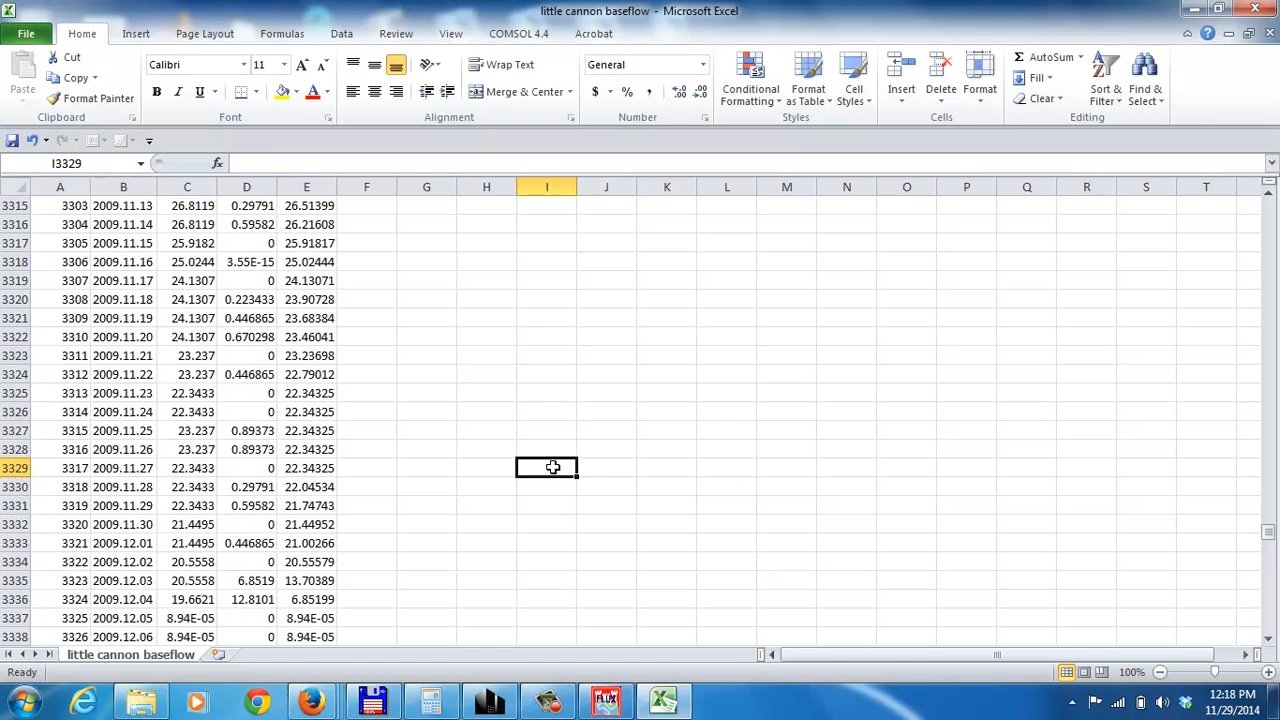 little cannon baseflow - Microsoft Excel
File Home Insert Page Layout Formulas Data Review View COMSOL 4.4 Acrobat
Paste Cut Copy Format Painter Clipboard
Calibri 11 Font
Wrap Text Merge & Center Alignment
General Number
Conditional Formatting Format as Table Cell Styles Styles
Insert Delete Format Cells
AutoSum Fill Clear Sort & Filter Find & Select Editing
I3329
A B C D E F G H I J K L M N O P Q R S T
3315 3303 2009.11.13 26.8119 0.29791 26.51399
3316 3304 2009.11.14 26.8119 0.59582 26.21608
3317 3305 2009.11.15 25.9182 0 25.91817
3318 3306 2009.11.16 25.0244 3.55E-15 25.02444
3319 3307 2009.11.17 24.1307 0 24.13071
3320 3308 2009.11.18 24.1307 0.223433 23.90728
3321 3309 2009.11.19 24.1307 0.446865 23.68384
3322 3310 2009.11.20 24.1307 0.670298 23.46041
3323 3311 2009.11.21 23.237 0 23.23698
3324 3312 2009.11.22 23.237 0.446865 22.79012
3325 3313 2009.11.23 22.3433 0 22.34325
3326 3314 2009.11.24 22.3433 0 22.34325
3327 3315 2009.11.25 23.237 0.89373 22.34325
3328 3316 2009.11.26 23.237 0.89373 22.34325
3329 3317 2009.11.27 22.3433 0 22.34325
3330 3318 2009.11.28 22.3433 0.29791 22.04534
3331 3319 2009.11.29 22.3433 0.59582 21.74743
3332 3320 2009.11.30 21.4495 0 21.44952
3333 3321 2009.12.01 21.4495 0.446865 21.00266
3334 3322 2009.12.02 20.5558 0 20.55579
3335 3323 2009.12.03 20.5558 6.8519 13.70389
3336 3324 2009.12.04 19.6621 12.8101 6.85199
3337 3325 2009.12.05 8.94E-05 0 8.94E-05
3338 3326 2009.12.06 8.94E-05 0 8.94E-05
little cannon baseflow
Ready 100%
FLUX
12:18 PM
11/29/2014